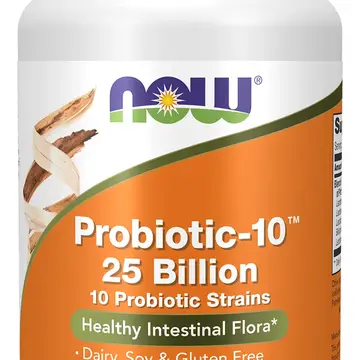 now®
Probiotic-10™
25 Billion
10 Probiotic Strains
Healthy Intestinal Flora*
• Dairy, Soy & Gluten Free